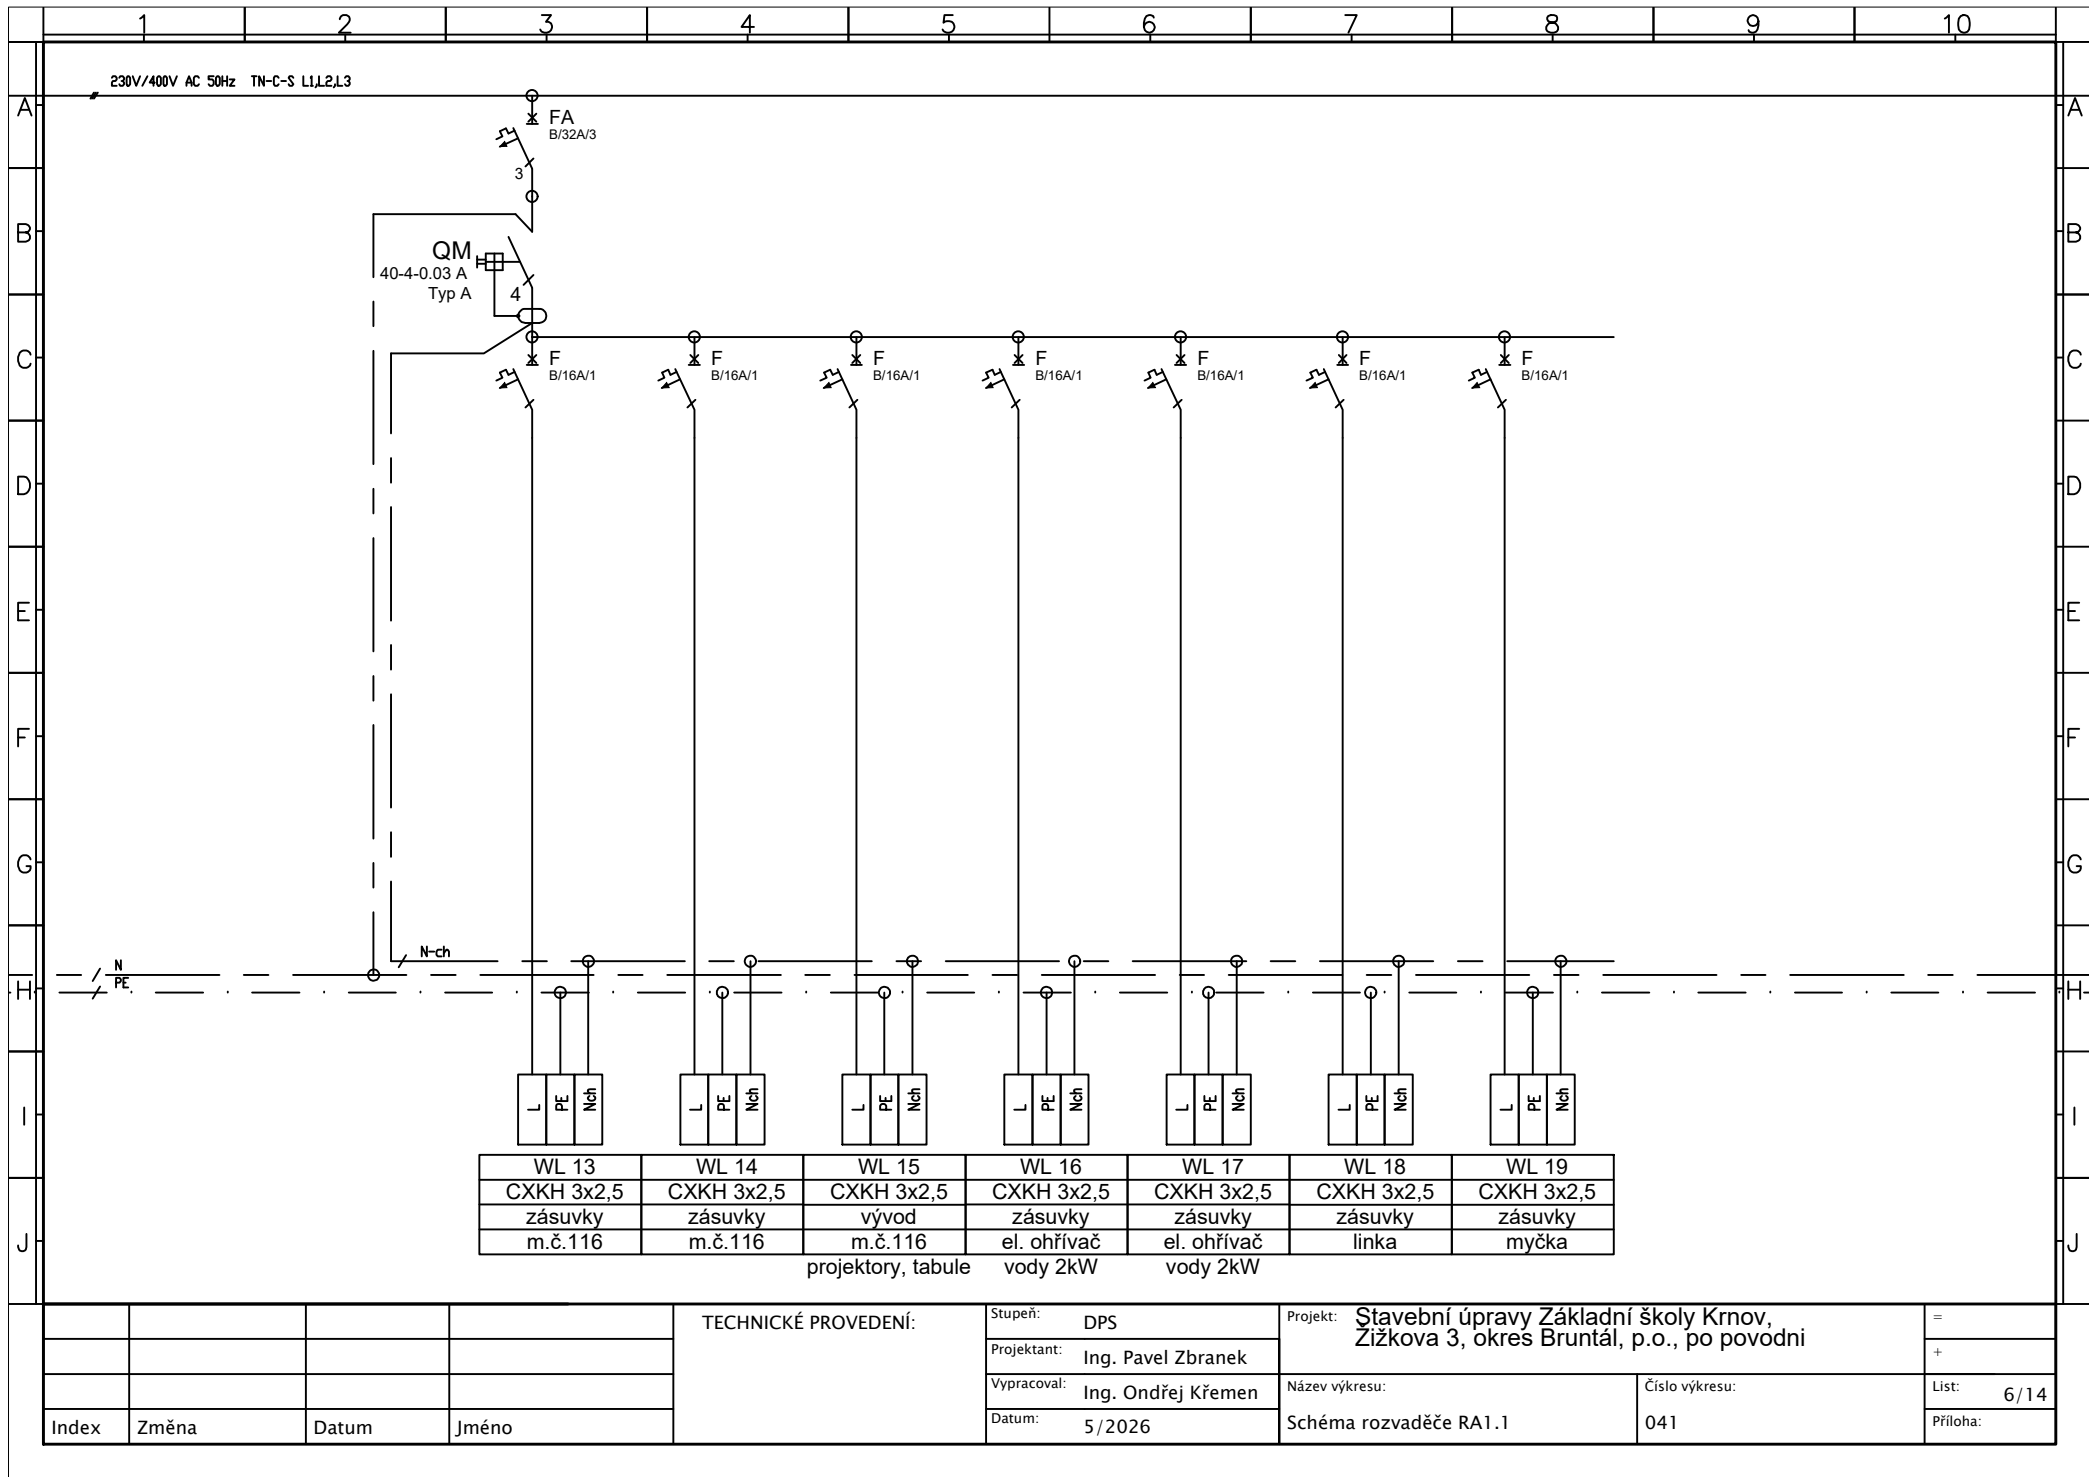 1 2 3 4 5 6 7 8 9 10
230V/400V AC 50Hz TN-C-S L1,L2,L3
A A
FA
B/32A/3
3
B B
QM
40-4-0.03 A
Typ A
4
C C
F F F F F F F
B/16A/1 B/16A/1 B/16A/1 B/16A/1 B/16A/1 B/16A/1 B/16A/1
D D
E E
F F
G G
N-ch
N
PE
H H
L PE Nch L PE Nch L PE Nch L PE Nch L PE Nch L PE Nch L PE Nch
I I
WL 13 WL 14 WL 15 WL 16 WL 17 WL 18 WL 19
CXKH 3x2,5 CXKH 3x2,5 CXKH 3x2,5 CXKH 3x2,5 CXKH 3x2,5 CXKH 3x2,5 CXKH 3x2,5
zásuvky zásuvky vývod zásuvky zásuvky zásuvky zásuvky
J m.č.116 m.č.116 m.č.116 el. ohřívač el. ohřívač linka myčka J
projektory, tabule vody 2kW vody 2kW
TECHNICKÉ PROVEDENÍ:
Stupeň: DPS
Projektant: Ing. Pavel Zbranek
Vypracoval: Ing. Ondřej Křemen
Datum: 5/2026
Projekt: Stavební úpravy Základní školy Krnov,
Žižkova 3, okres Bruntál, p.o., po povodni
=
+
Název výkresu:
Schéma rozvaděče RA1.1
Číslo výkresu:
041
List: 6/14
Příloha:
Index Změna Datum Jméno